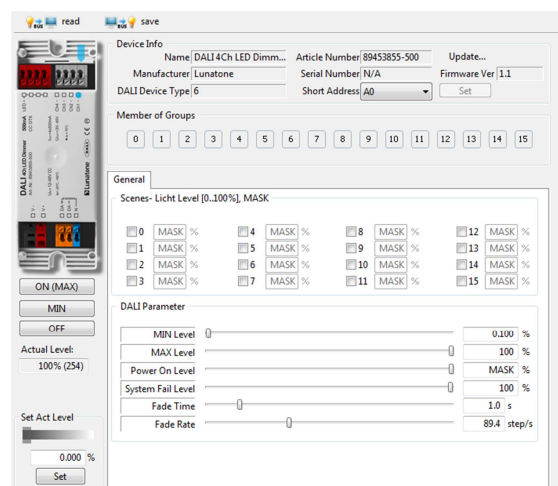 read save
Device Info
Name DALI 4Ch LED Dimm... Article Number 89453855-500 Update...
Manufacturer Lunatone Serial Number N/A Firmware Ver 1.1
DALI Device Type 6 Short Address A0 Set
Member of Groups
0 1 2 3 4 5 6 7 8 9 10 11 12 13 14 15
General
Scenes- Licht Level [0..100%], MASK
0 MASK % 4 MASK % 8 MASK % 12 MASK %
1 MASK % 5 MASK % 9 MASK % 13 MASK %
2 MASK % 6 MASK % 10 MASK % 14 MASK %
3 MASK % 7 MASK % 11 MASK % 15 MASK %
DALI Parameter
MIN Level 0.100 %
MAX Level 100 %
Power On Level MASK %
System Fail Level 100 %
Fade Time 1.0 s
Fade Rate 89.4 step/s
DALI 4Ch LED Dimmer 500mA
CC DT6
Lunatone
ON (MAX)
MIN
OFF
Actual Level:
100% (254)
Set Act Level
0.000 %
Set